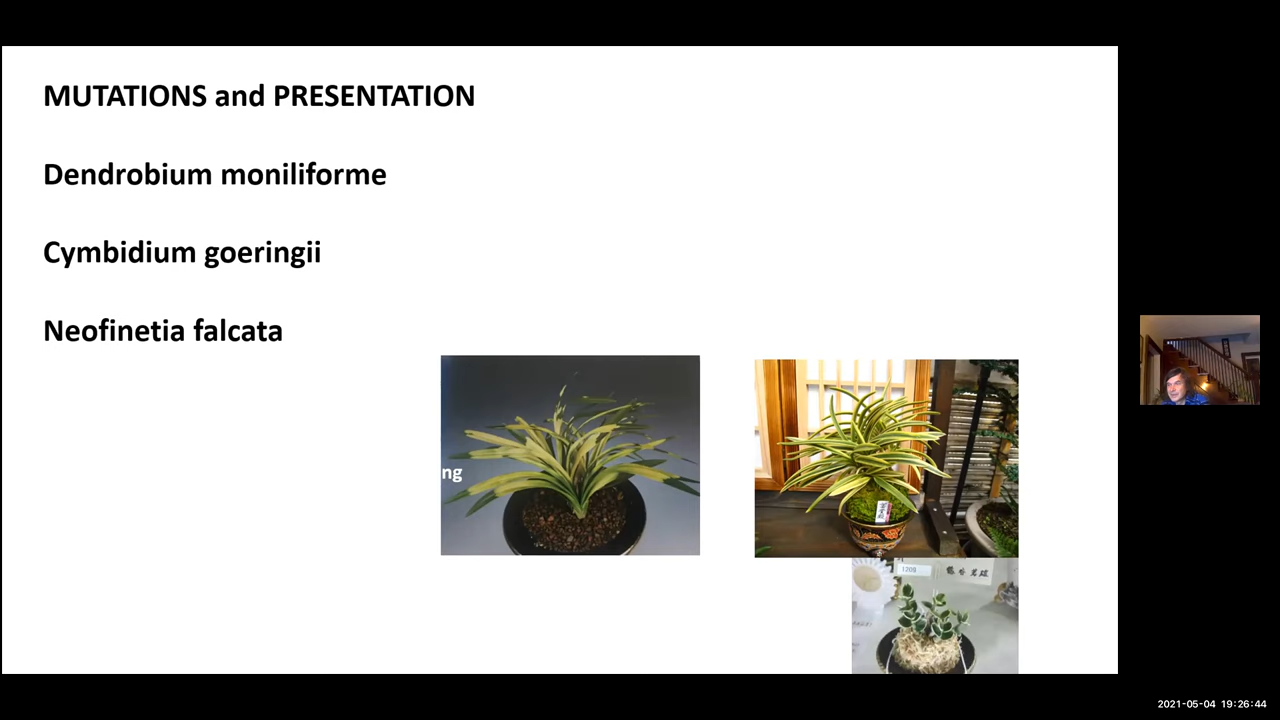 MUTATIONS and PRESENTATION
Dendrobium moniliforme
Cymbidium goeringii
Neofinetia falcata
ng
2021-05-04 19:26:44